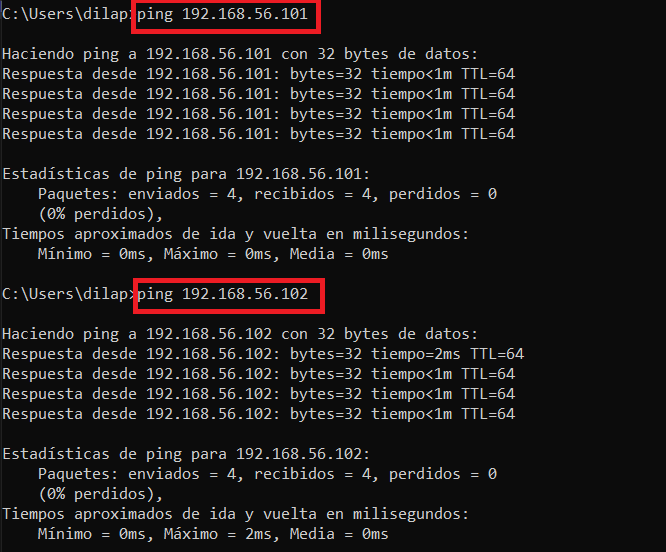 C:\Users\dilap>ping 192.168.56.101
Haciendo ping a 192.168.56.101 con 32 bytes de datos:
Respuesta desde 192.168.56.101: bytes=32 tiempo<1m TTL=64
Respuesta desde 192.168.56.101: bytes=32 tiempo<1m TTL=64
Respuesta desde 192.168.56.101: bytes=32 tiempo<1m TTL=64
Respuesta desde 192.168.56.101: bytes=32 tiempo<1m TTL=64
Estadísticas de ping para 192.168.56.101:
    Paquetes: enviados = 4, recibidos = 4, perdidos = 0
    (0% perdidos),
Tiempos aproximados de ida y vuelta en milisegundos:
    Mínimo = 0ms, Máximo = 0ms, Media = 0ms
C:\Users\dilap>ping 192.168.56.102
Haciendo ping a 192.168.56.102 con 32 bytes de datos:
Respuesta desde 192.168.56.102: bytes=32 tiempo=2ms TTL=64
Respuesta desde 192.168.56.102: bytes=32 tiempo<1m TTL=64
Respuesta desde 192.168.56.102: bytes=32 tiempo<1m TTL=64
Respuesta desde 192.168.56.102: bytes=32 tiempo<1m TTL=64
Estadísticas de ping para 192.168.56.102:
    Paquetes: enviados = 4, recibidos = 4, perdidos = 0
    (0% perdidos),
Tiempos aproximados de ida y vuelta en milisegundos:
    Mínimo = 0ms, Máximo = 2ms, Media = 0ms